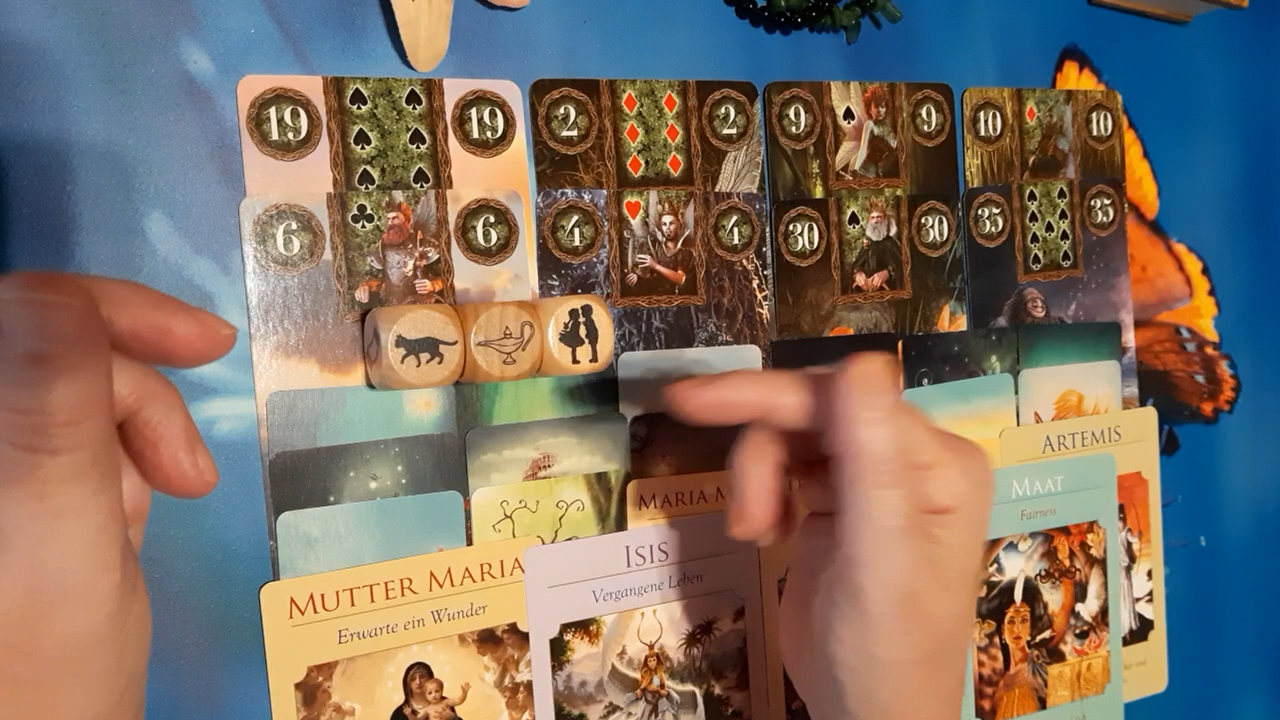 19 19 2 2 9 9 10 10
6 6 4 4 30 30 35 35
ARTEMIS
MAAT
Fairness
MARIA
ISIS
Vergangene Leben
MUTTER MARIA
Erwarte ein Wunder